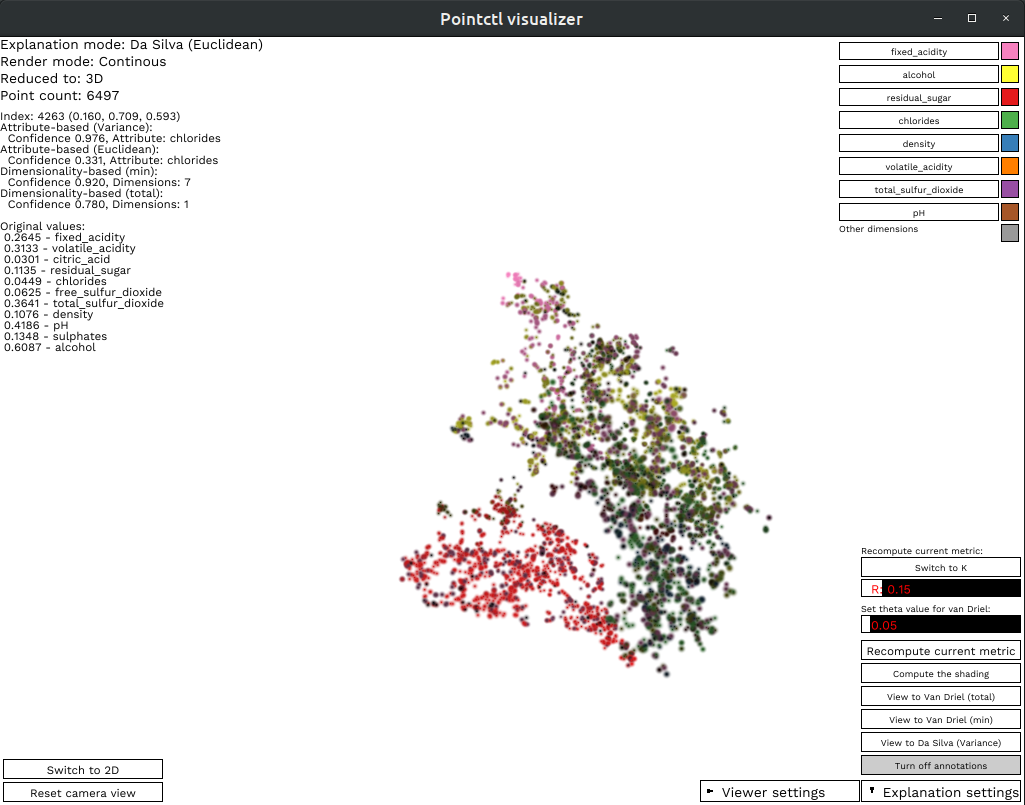 Pointctl visualizer
Explanation mode: Da Silva (Euclidean)
Render mode: Continous
Reduced to: 3D
Point count: 6497
Index: 4263 (0.160, 0.709, 0.593)
Attribute-based (Variance):
Confidence 0.976, Attribute: chlorides
Attribute-based (Euclidean):
Confidence 0.331, Attribute: chlorides
Dimensionality-based (min):
Confidence 0.920, Dimensions: 7
Dimensionality-based (total):
Confidence 0.780, Dimensions: 1
Original values:
0.2645 - fixed_acidity
0.3133 - volatile_acidity
0.0301 - citric_acid
0.1135 - residual_sugar
0.0449 - chlorides
0.0625 - free_sulfur_dioxide
0.3641 - total_sulfur_dioxide
0.1076 - density
0.4186 - pH
0.1348 - sulphates
0.6087 - alcohol
fixed_acidity
alcohol
residual_sugar
chlorides
density
volatile_acidity
total_sulfur_dioxide
pH
Other dimensions
Recompute current metric:
Switch to K
R: 0.15
Set theta value for van Driel:
0.05
Recompute current metric
Compute the shading
View to Van Driel (total)
View to Van Driel (min)
View to Da Silva (Variance)
Turn off annotations
Switch to 2D
Reset camera view
Viewer settings
Explanation settings